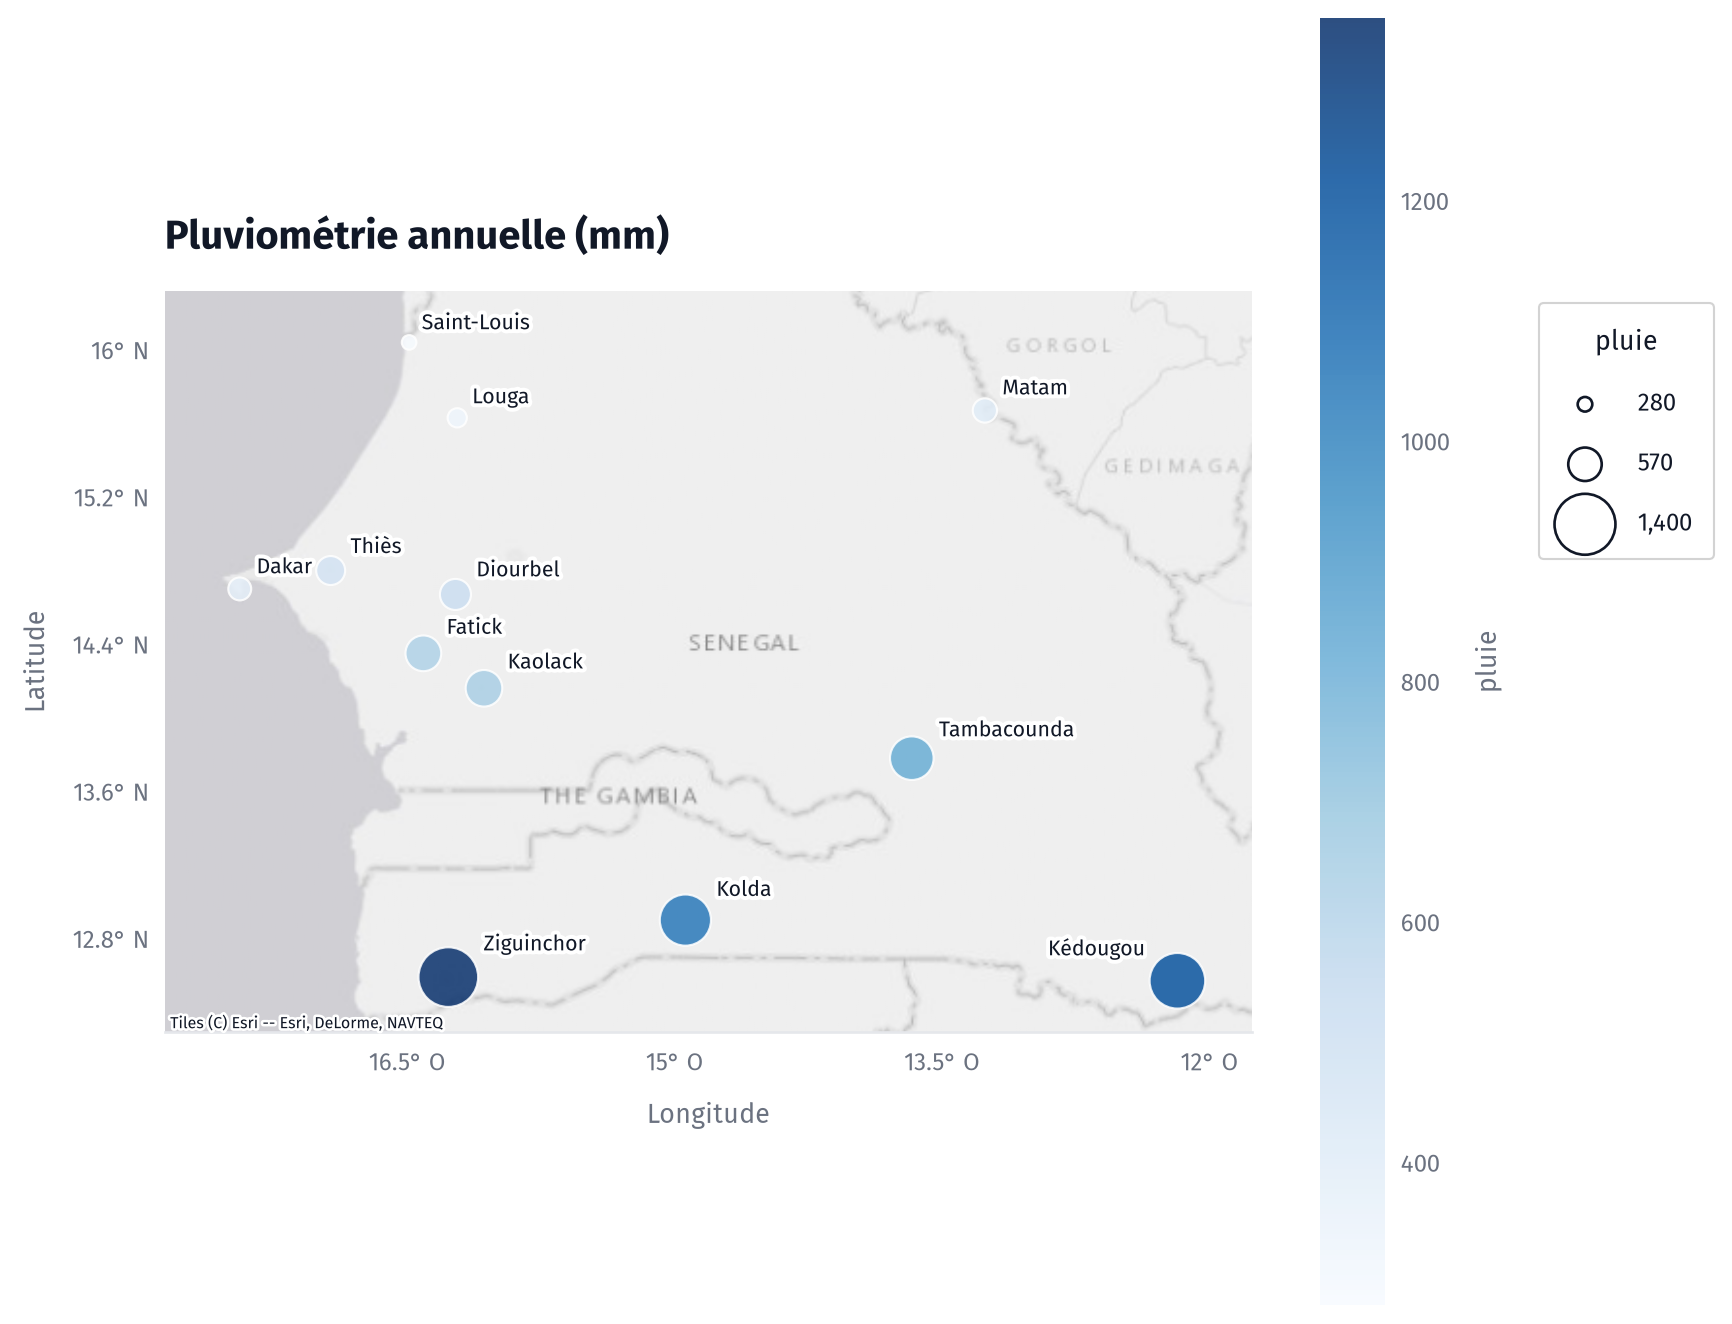 Pluviométrie annuelle (mm)
Saint-Louis
GORGOL
16° N
Louga
Matam
GEDIMAGA
15.2° N
Thiès
Dakar
Diourbel
Fatick
SENEGAL
14.4° N
Kaolack
Tambacounda
13.6° N
THE GAMBIA
Kolda
12.8° N
Ziguinchor
Kédougou
Tiles (C) Esri -- Esri, DeLorme, NAVTEQ
16.5° O
15° O
13.5° O
12° O
Longitude
Latitude
1200
1000
800
600
400
pluie
pluie
280
570
1,400